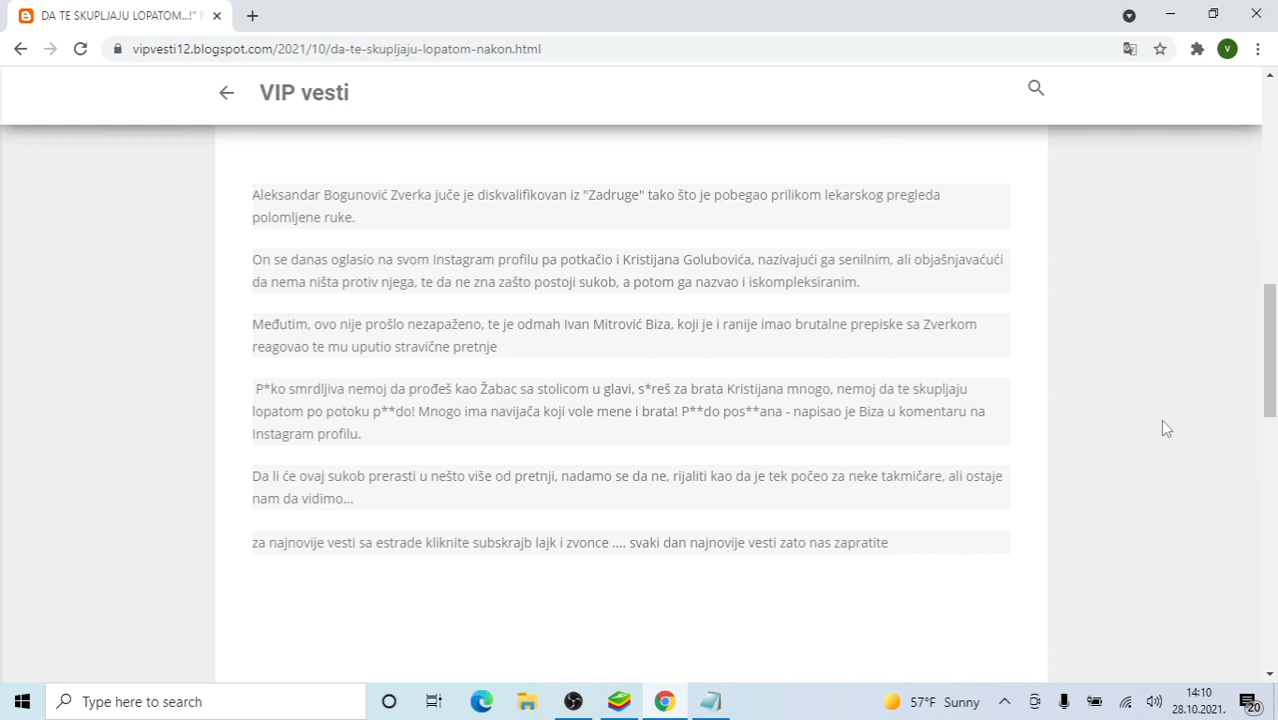 DA TE SKUPLJAJU LOPATOM...!"
vipvesti12.blogspot.com/2021/10/da-te-skupljaju-lopatom-nakon.html
V
VIP vesti
Aleksandar Bogunović Zverka juče je diskvalifikovan iz "Zadruge" tako što je pobegao prilikom lekarskog pregleda
polomljene ruke.
On se danas oglasio na svom Instagram profilu pa potkačio i Kristijana Golubovića, nazivajući ga senilnim, ali objašnjavaćući
da nema ništa protiv njega, te da ne zna zašto postoji sukob, a potom ga nazvao i iskompleksiranim.
Međutim, ovo nije prošlo nezapaženo, te je odmah Ivan Mitrović Biza, koji je i ranije imao brutalne prepiske sa Zverkom
reagovao te mu uputio stravične pretnje
P*ko smrdljiva nemoj da prođeš kao Žabac sa stolicom u glavi, s*reš za brata Kristijana mnogo, nemoj da te skupljaju
lopatom po potoku p**do! Mnogo ima navijača koji vole mene i brata! P**do pos**ana - napisao je Biza u komentaru na
Instagram profilu.
Da li će ovaj sukob prerasti u nešto više od pretnji, nadamo se da ne, rijaliti kao da je tek počeo za neke takmičare, ali ostaje
nam da vidimo...
za najnovije vesti sa estrade kliknite subskrajb lajk i zvonce .... svaki dan najnovije vesti zato nas zapratite
Type here to search
57°F Sunny
14:10
28.10.2021.
20